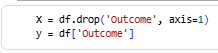 X = df.drop('Outcome', axis=1)
y = df['Outcome']